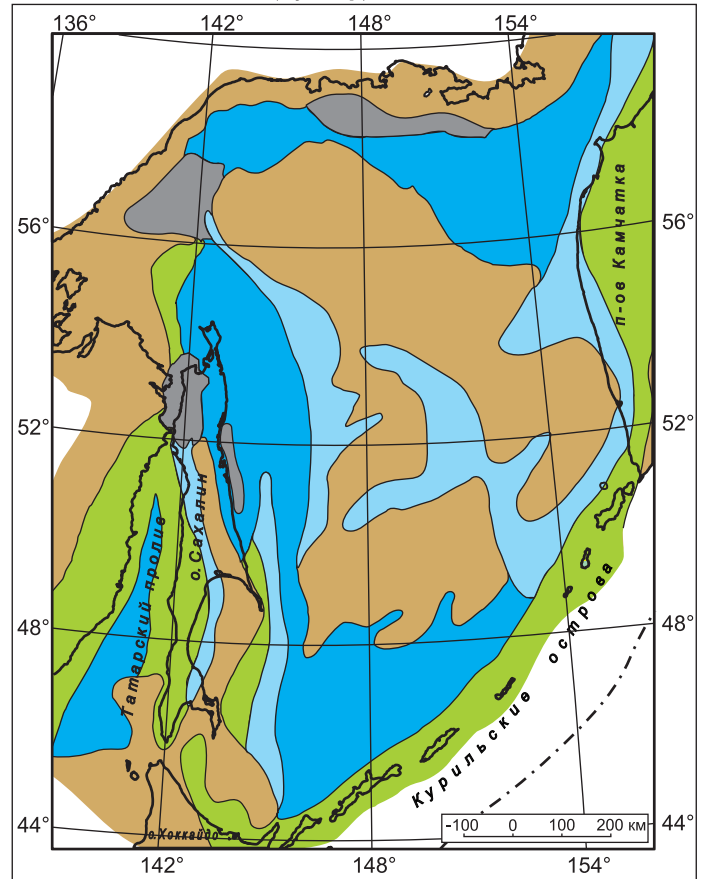 136° 142° 148° 154°
56° 56°
п-ов Камчатка
52° 52°
о.Сахалин
Татарский пролив
48° 48°
Курильские острова
-100 0 100 200 км
44° 44°
о.Хоккайдо
142° 148° 154°